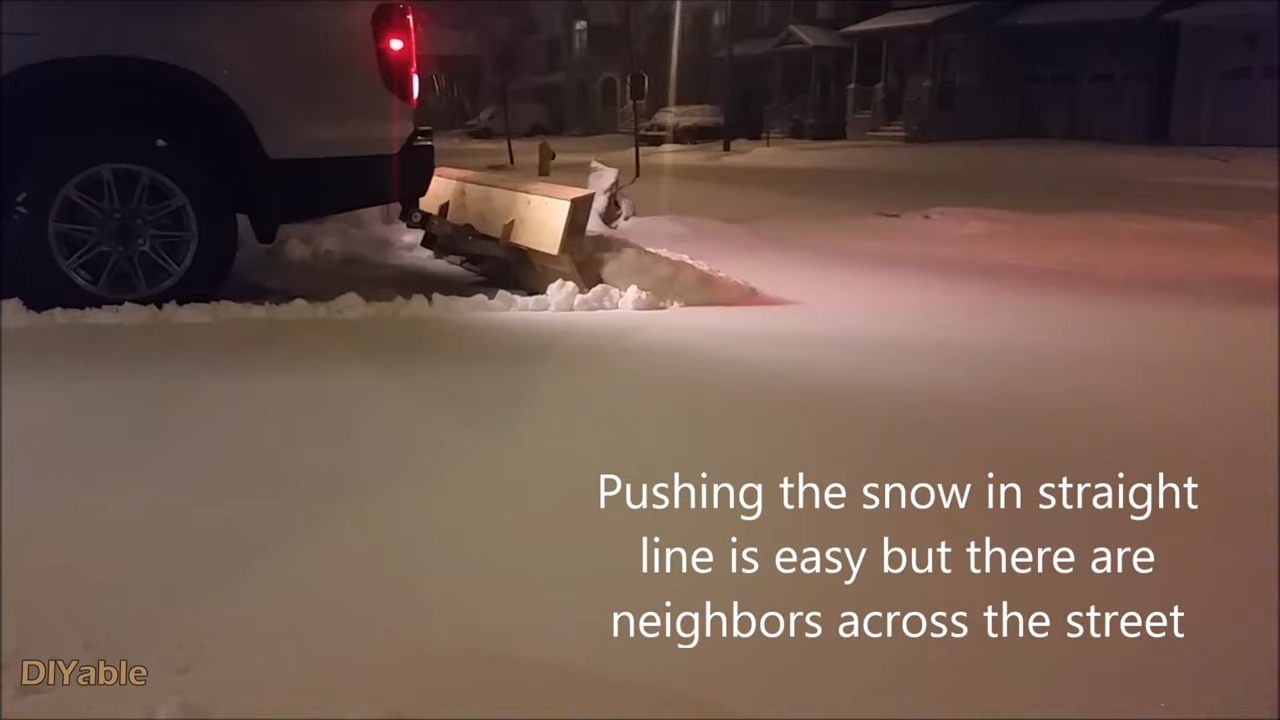 Pushing the snow in straight
line is easy but there are
neighbors across the street
DIYable